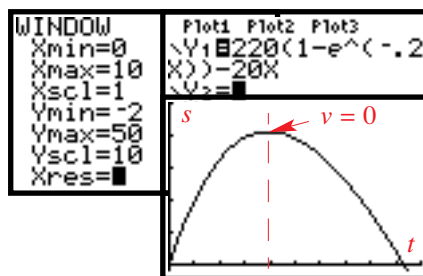 WINDOW
Xmin=0
Xmax=10
Xscl=1
Ymin=-2
Ymax=50
Yscl=10
Xres=
Plot1 Plot2 Plot3
\Y₁=220(1-e^(-.2
X))-20X
\Y₂=
s
v = 0
t